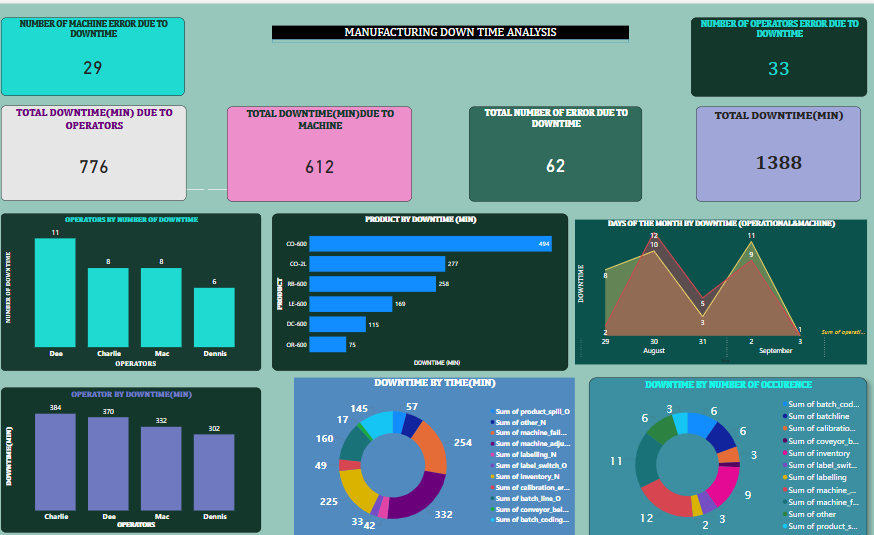 NUMBER OF MACHINE ERROR DUE TO
DOWNTIME
29
MANUFACTURING DOWN TIME ANALYSIS
NUMBER OF OPERATORS ERROR DUE TO
DOWNTIME
33
TOTAL DOWNTIME(MIN) DUE TO
OPERATORS
776
TOTAL DOWNTIME(MIN)DUE TO
MACHINE
612
TOTAL NUMBER OF ERROR DUE TO
DOWNTIME
62
TOTAL DOWNTIME(MIN)
1388
OPERATORS BY NUMBER OF DOWNTIME
NUMBER OF DOWNTIME
11
8
8
6
Dee
Charlie
Mac
Dennis
OPERATORS
PRODUCT BY DOWNTIME (MIN)
PRODUCT
CO-600
494
CO-2L
277
RB-600
258
LE-600
169
DC-600
115
OR-600
75
DOWNTIME (MIN)
DAYS OF THE MONTH BY DOWNTIME (OPERATIONAL&MACHINE)
DOWNTIME
12
10
11
9
8
5
3
2
1
Sum of operati...
29
30
31
2
3
August
September
OPERATOR BY DOWNTIME(MIN)
DOWNTIME(MIN)
384
370
332
302
Charlie
Dee
Mac
Dennis
OPERATORS
DOWNTIME BY TIME(MIN)
57
254
332
42
33
225
49
160
17
145
Sum of product_spill_O
Sum of other_N
Sum of machine_fail...
Sum of machine_adju...
Sum of labelling_N
Sum of label_switch_O
Sum of inventory_N
Sum of calibration_er...
Sum of batch_line_O
Sum of conveyor_bel...
Sum of batch_coding...
DOWNTIME BY NUMBER OF OCCURENCE
6
6
3
9
3
2
12
11
6
3
Sum of batch_cod...
Sum of batchline
Sum of calibratio...
Sum of coveyor_b...
Sum of inventory
Sum of label_swit...
Sum of labelling
Sum of machine_...
Sum of machine_f...
Sum of other
Sum of product_s...